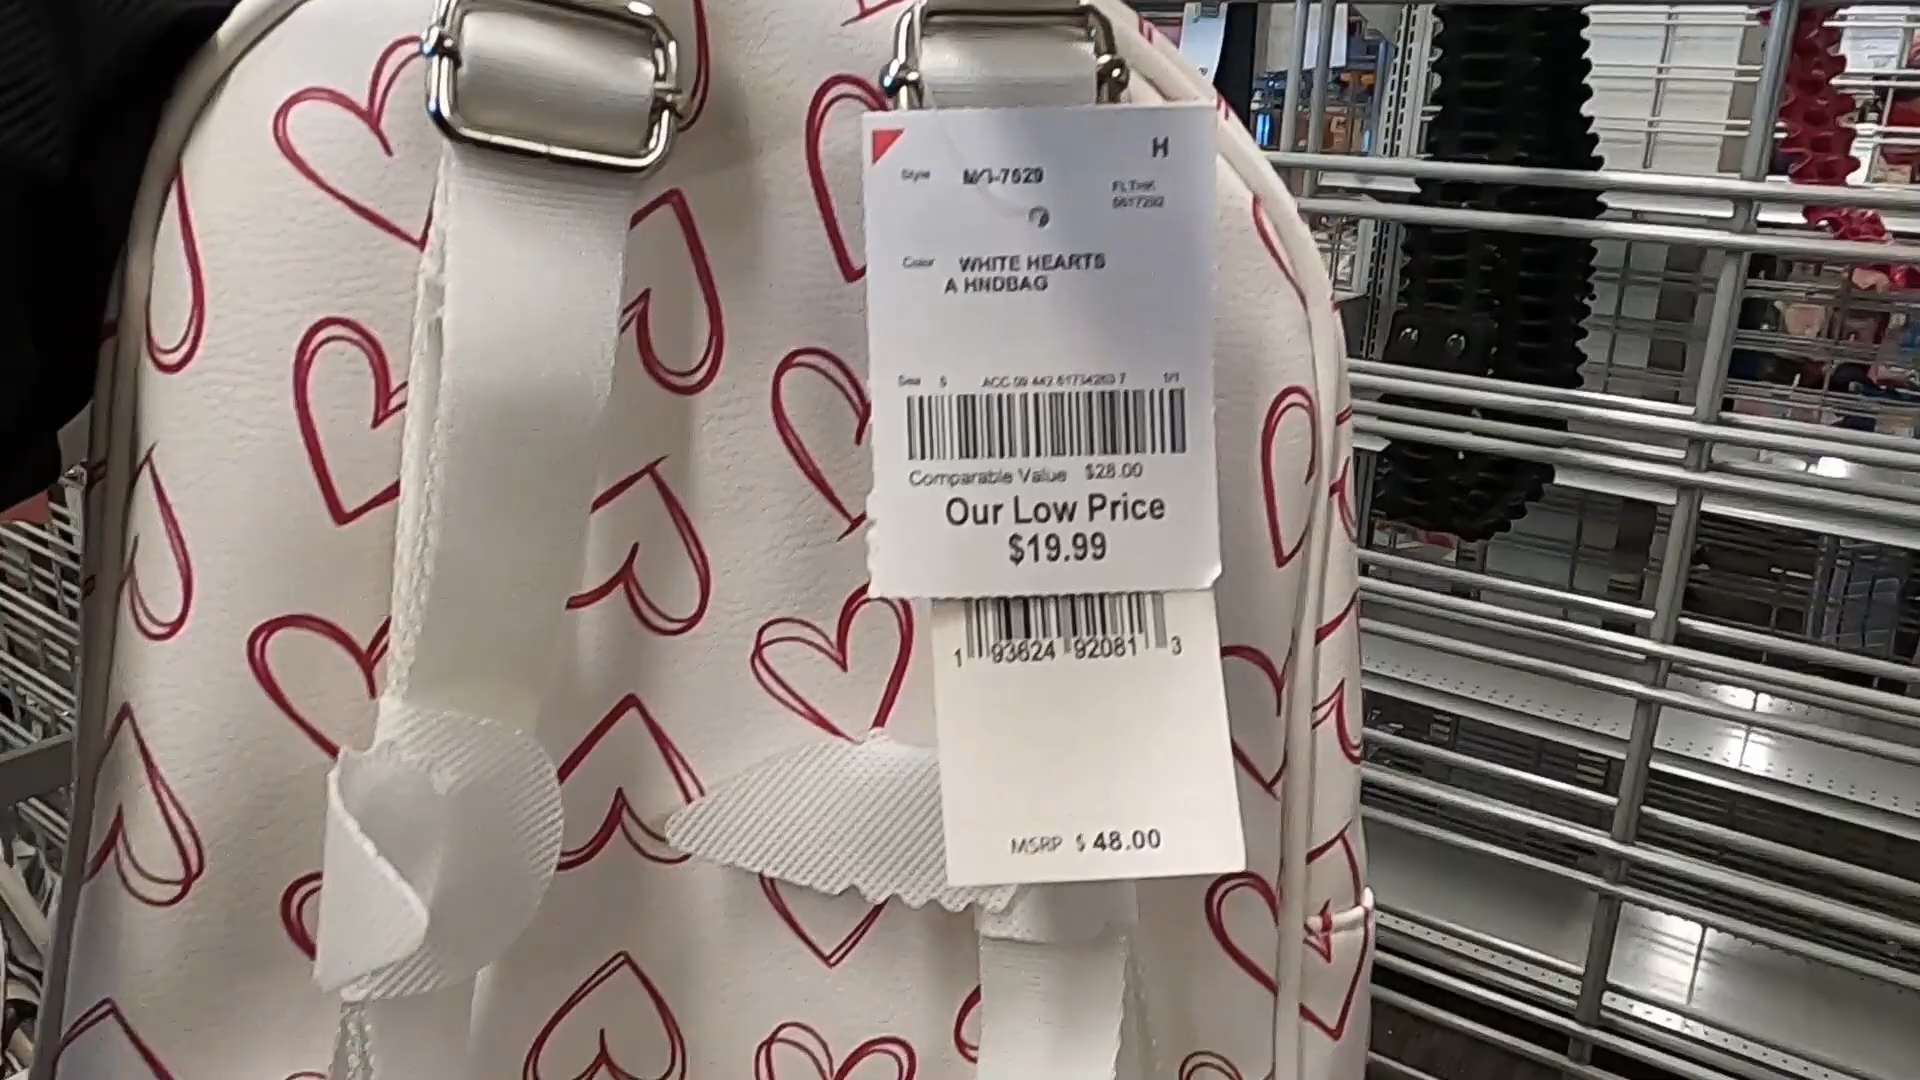 H
Style
Color WHITE HEARTS
A HNDBAG
Comparable Value $28.00
Our Low Price
$19.99
1 93624 92081 3
MSRP $ 48.00